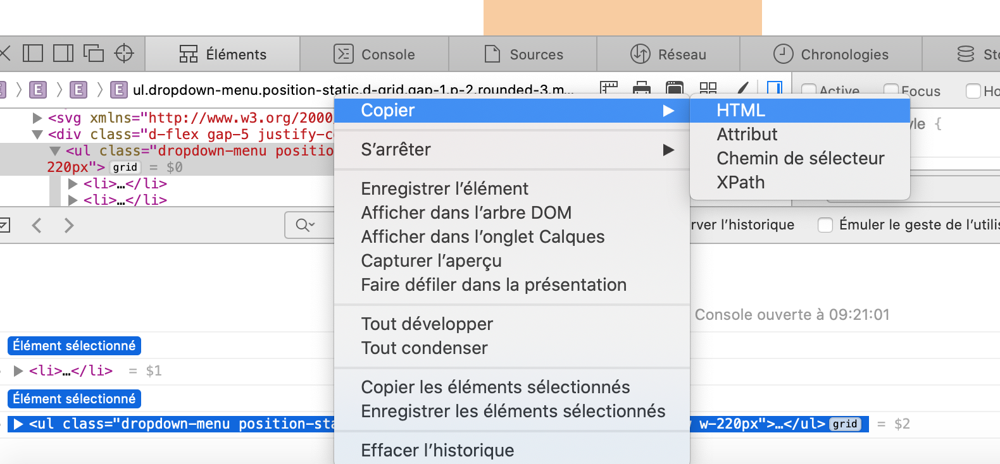 Éléments
Console
Sources
Réseau
Chronologies
E
E
E
ul.dropdown-menu.position-static.d-grid.gap-1.p-2.rounded-3.m…
Active
Focus
<svg xmlns="http://www.w3.org/2000
<div class="d-flex gap-5 justify-c
<ul class="dropdown-menu position
220px"> grid = $0
<li>…</li>
<li>…</li>
Copier
HTML
Attribut
Chemin de sélecteur
XPath
S’arrêter
Enregistrer l’élément
Afficher dans l’arbre DOM
Afficher dans l’onglet Calques
Capturer l’aperçu
Faire défiler dans la présentation
Tout développer
Tout condenser
Copier les éléments sélectionnés
Enregistrer les éléments sélectionnés
Effacer l’historique
rver l’historique
Émuler le geste de l’utilis
Console ouverte à 09:21:01
Élément sélectionné
<li>…</li> = $1
Élément sélectionné
<ul class="dropdown-menu position-sta
w-220px">…</ul> grid = $2